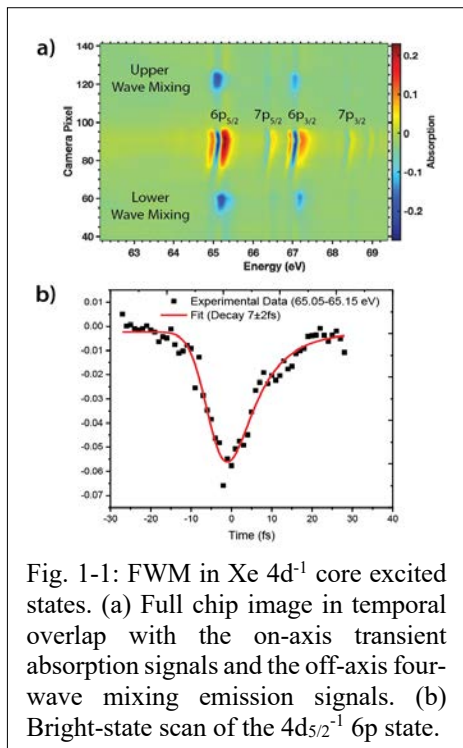 a)
Upper
Wave Mixing
6p5/2 7p5/2 6p3/2 7p3/2
Lower
Wave Mixing
140
120
100
80
60
40
Camera Pixel
63 64 65 66 67 68 69
Energy (eV)
0.2
0.1
0
-0.1
-0.2
Absorption
b)
Experimental Data (65.05-65.15 eV)
Fit (Decay 7±2fs)
0.01
0.00
-0.01
-0.02
-0.03
-0.04
-0.05
-0.06
-0.07
Absorption
-30 -20 -10 0 10 20 30 40
Time (fs)
Fig. 1-1: FWM in Xe 4d-1 core excited
states. (a) Full chip image in temporal
overlap with the on-axis transient
absorption signals and the off-axis four-
wave mixing emission signals. (b)
Bright-state scan of the 4d5/2-1 6p state.